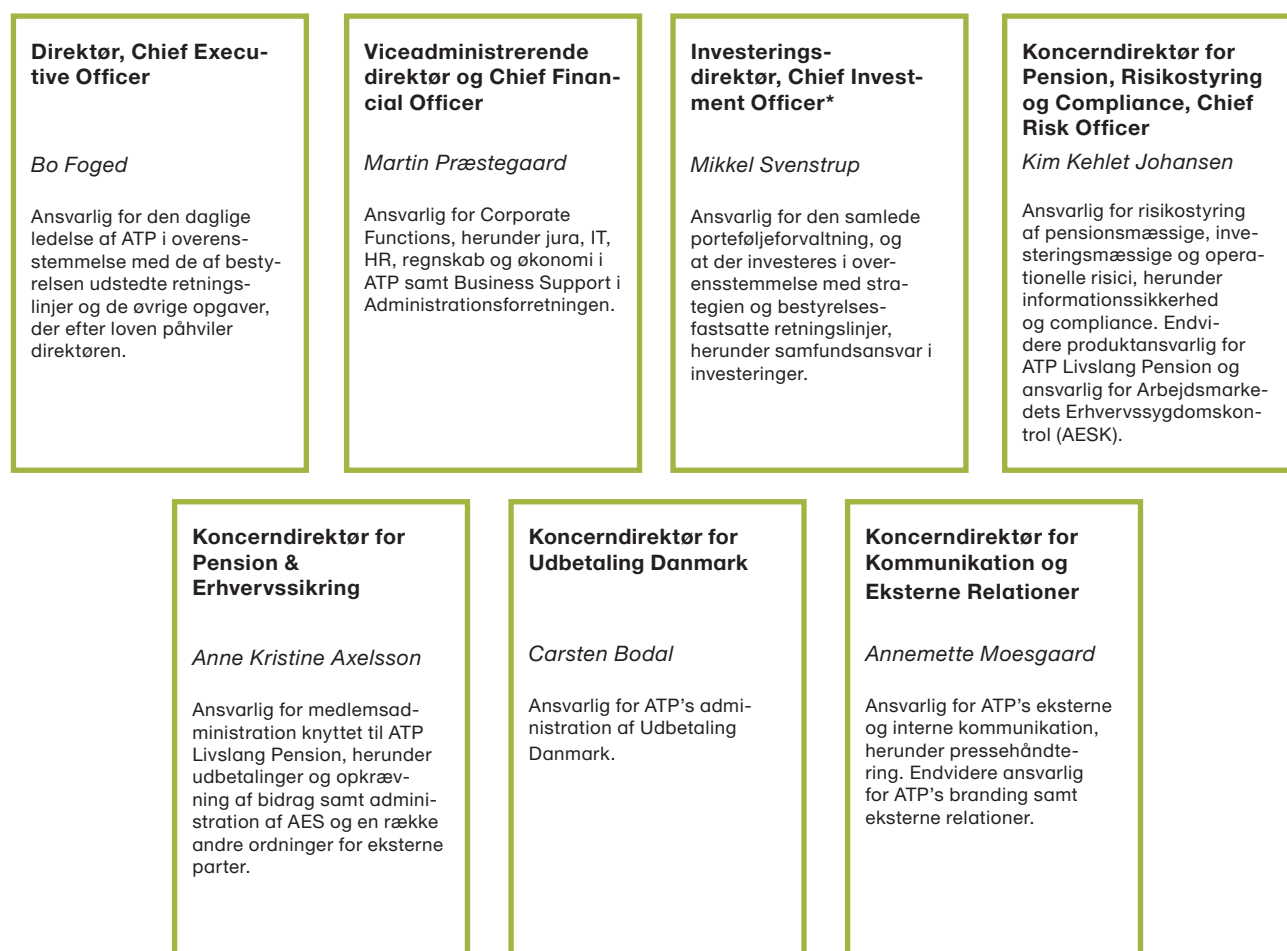 Direktør, Chief Execu-
tive Officer
Bo Foged
Ansvarlig for den daglige
ledelse af ATP i overens-
stemmelse med de af besty-
relsen udstedte retnings-
linjer og de øvrige opgaver,
der efter loven påhviler
direktøren.
Viceadministrerende
direktør og Chief Finan-
cial Officer
Martin Præstegaard
Ansvarlig for Corporate
Functions, herunder jura, IT,
HR, regnskab og økonomi i
ATP samt Business Support i
Administrationsforretningen.
Investerings-
direktør, Chief Invest-
ment Officer*
Mikkel Svenstrup
Ansvarlig for den samlede
porteføljeforvaltning, og
at der investeres i over-
ensstemmelse med stra-
tegien og bestyrelses-
fastsatte retningslinjer,
herunder samfundsansvar i
investeringer.
Koncerndirektør for
Pension, Risikostyring
og Compliance, Chief
Risk Officer
Kim Kehlet Johansen
Ansvarlig for risikostyring
af pensionsmæssige, inve-
steringsmæssige og opera-
tionelle risici, herunder
informationssikkerhed
og compliance. Endvi-
dere produktansvarlig for
ATP Livslang Pension og
ansvarlig for Arbejdsmarke-
dets Erhvervssygdomskon-
trol (AESK).
Koncerndirektør for
Pension &
Erhvervssikring
Anne Kristine Axelsson
Ansvarlig for medlemsad-
ministration knyttet til ATP
Livslang Pension, herunder
udbetalinger og opkræv-
ning af bidrag samt admini-
stration af AES og en række
andre ordninger for eksterne
parter.
Koncerndirektør for
Udbetaling Danmark
Carsten Bodal
Ansvarlig for ATP's admi-
nistration af Udbetaling
Danmark.
Koncerndirektør for
Kommunikation og
Eksterne Relationer
Annemette Moesgaard
Ansvarlig for ATP's eksterne
og interne kommunikation,
herunder pressehåndte-
ring. Endvidere ansvarlig
for ATP's branding samt
eksterne relationer.